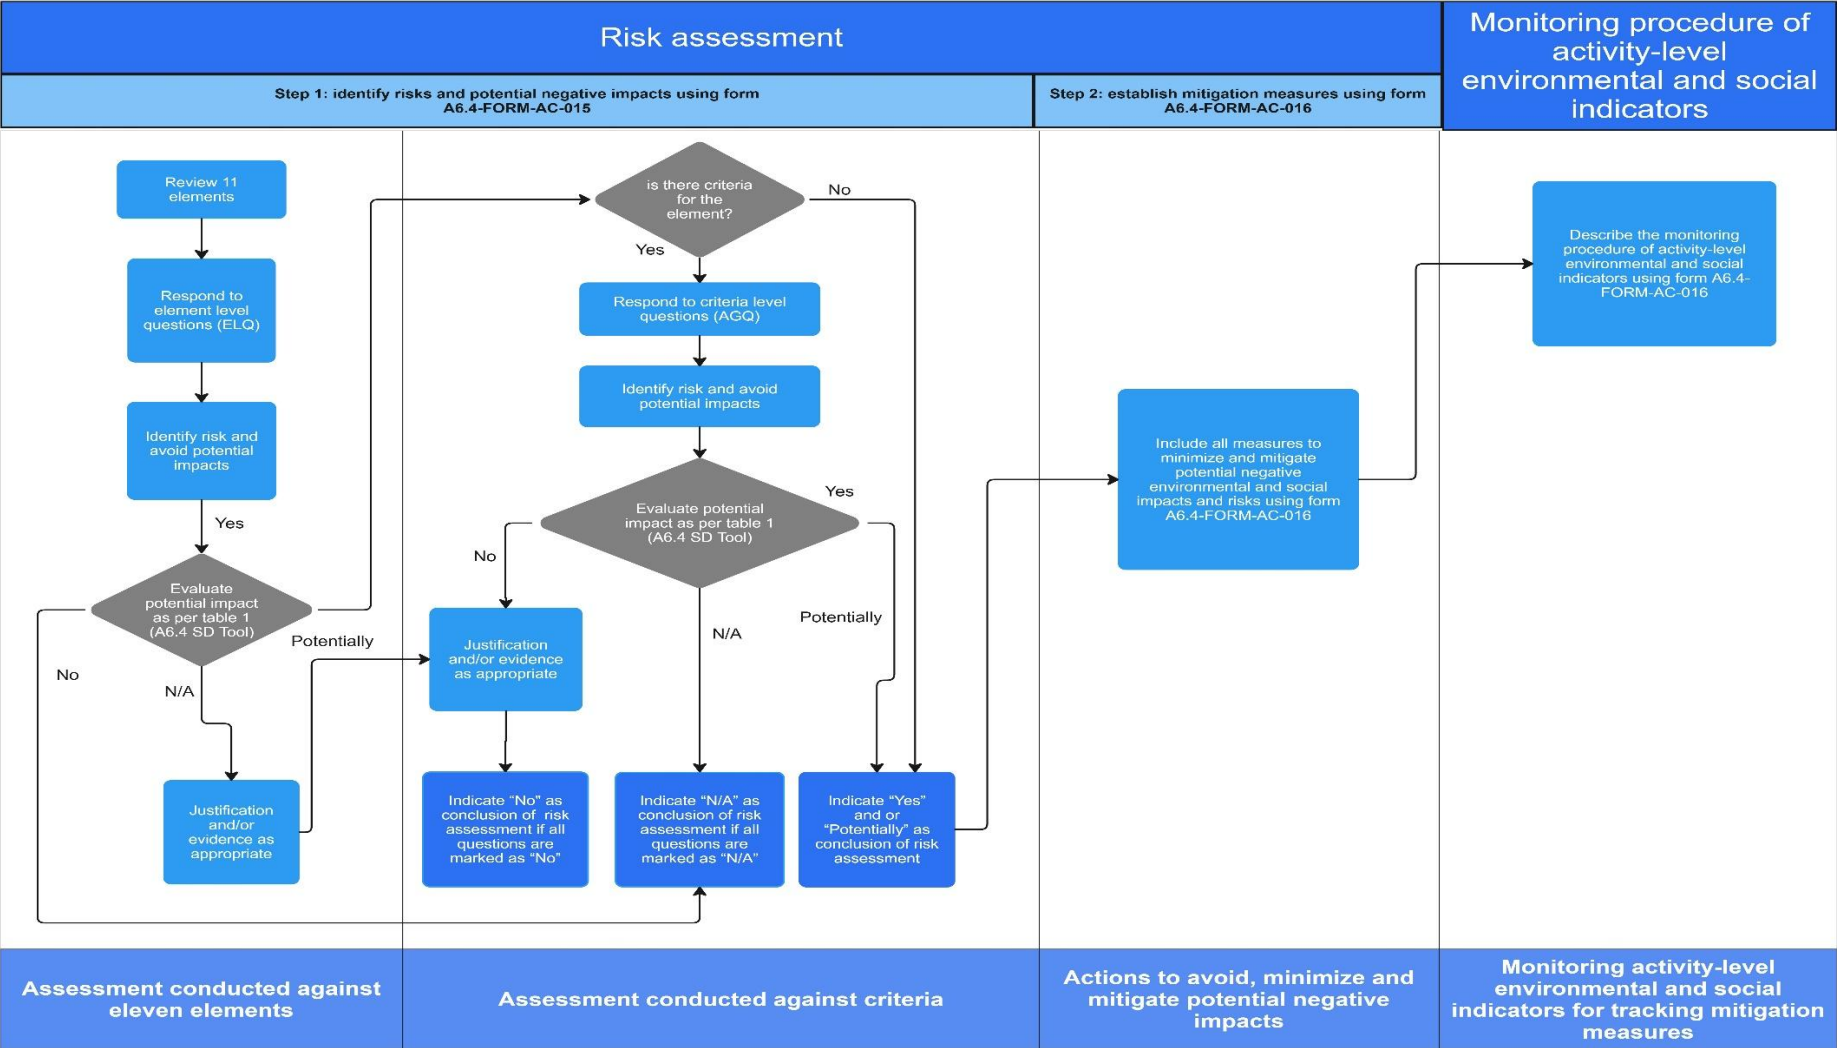 Risk assessment
Monitoring procedure of
activity-level
environmental and social
indicators
Step 1: identify risks and potential negative impacts using form
A6.4-FORM-AC-015
Step 2: establish mitigation measures using form
A6.4-FORM-AC-016
Review 11
elements
Respond to
element level
questions (ELQ)
Identify risk and
avoid potential
impacts
Yes
Evaluate
potential impact
as per table 1
(A6.4 SD Tool)
Potentially
No
N/A
Justification
and/or
evidence as
appropriate
is there criteria
for the
element?
No
Yes
Respond to criteria level
questions (AGQ)
Identify risk and avoid
potential impacts
Evaluate potential
impact as per table 1
(A6.4 SD Tool)
Yes
No
N/A
Potentially
Justification
and/or evidence
as appropriate
Indicate “No” as
conclusion of risk
assessment if all
questions are
marked as “No”
Indicate “N/A” as
conclusion of risk
assessment if all
questions are
marked as “N/A”
Indicate “Yes”
and or
“Potentially” as
conclusion of risk
assessment
Include all measures to
minimize and mitigate
potential negative
environmental and social
impacts and risks using form
A6.4-FORM-AC-016
Describe the monitoring
procedure of activity-level
environmental and social
indicators using form A6.4-
FORM-AC-016
Assessment conducted against
eleven elements
Assessment conducted against criteria
Actions to avoid, minimize and
mitigate potential negative
impacts
Monitoring activity-level
environmental and social
indicators for tracking mitigation
measures